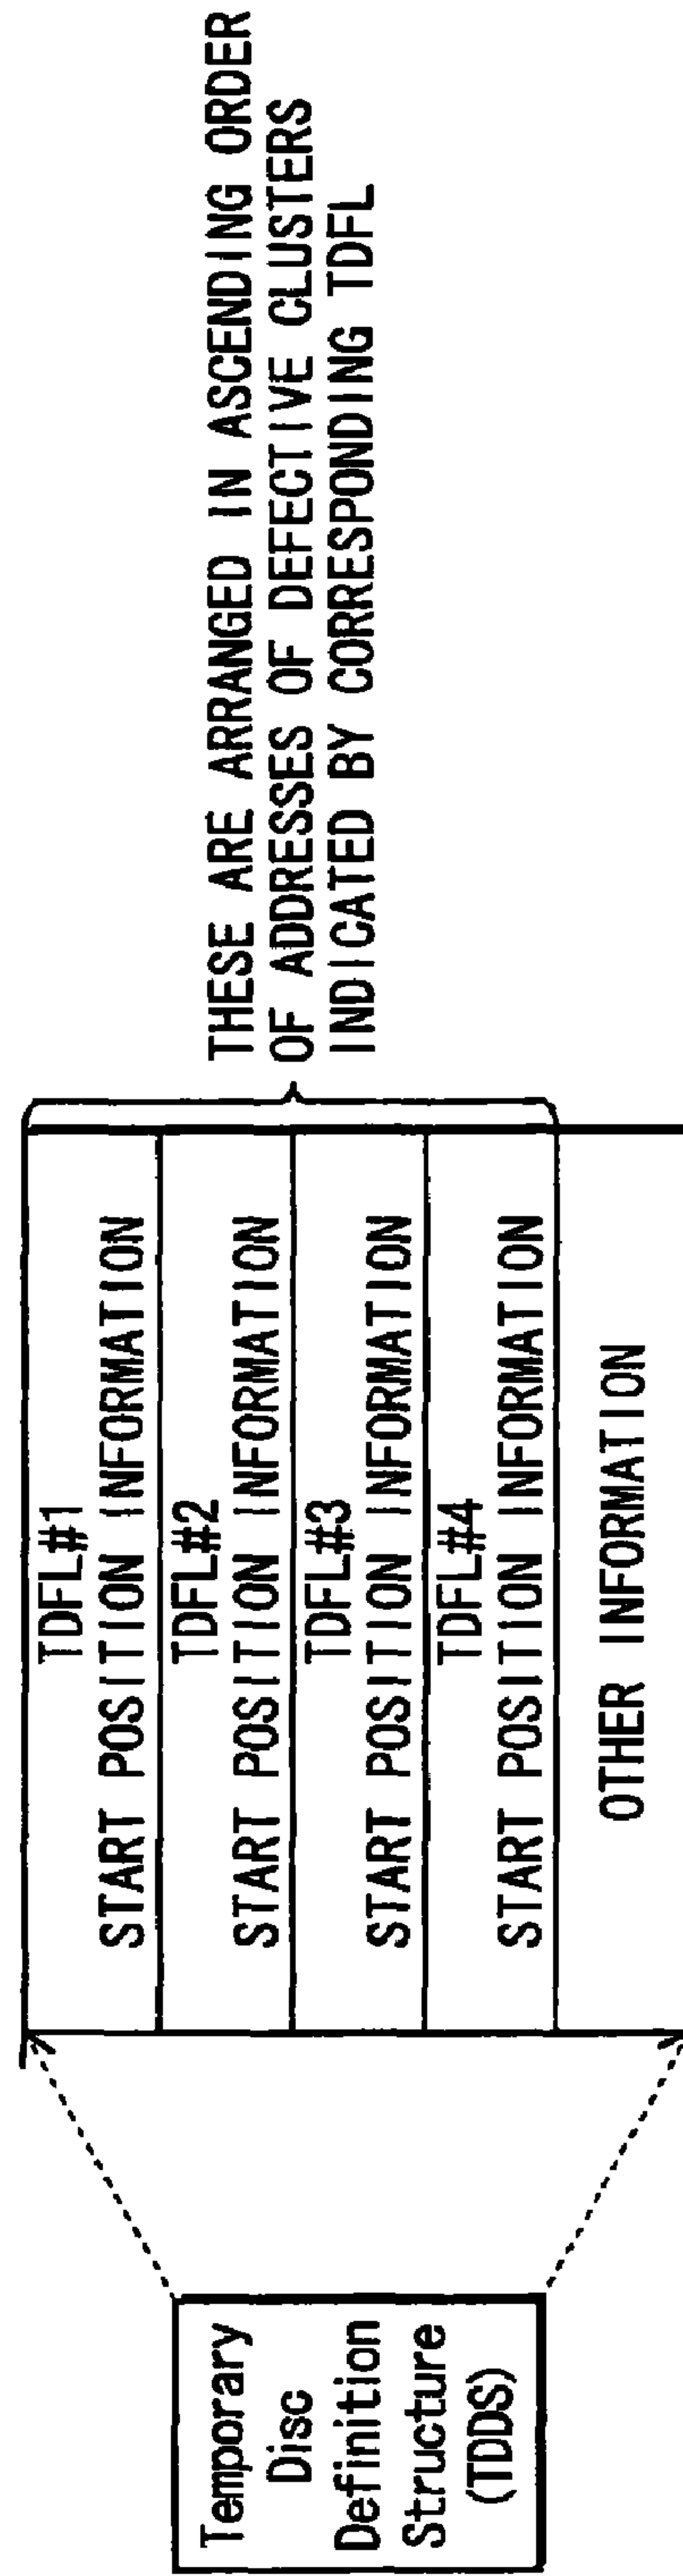 Temporary
Disc
Definition
Structure
(TDDS)
TDFL#1
START POSITION INFORMATION
TDFL#2
START POSITION INFORMATION
TDFL#3
START POSITION INFORMATION
TDFL#4
START POSITION INFORMATION
OTHER INFORMATION
THESE ARE ARRANGED IN ASCENDING ORDER
OF ADDRESSES OF DEFECTIVE CLUSTERS
INDICATED BY CORRESPONDING TDFL